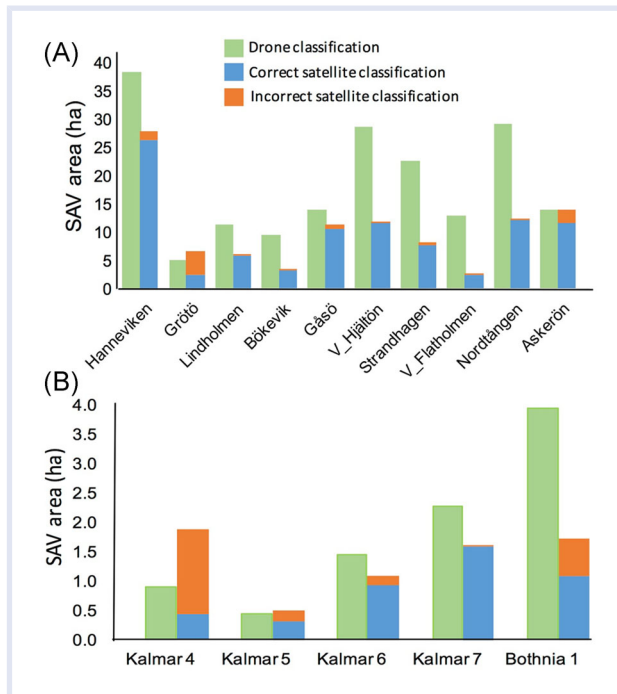 (A)
Drone classification
Correct satellite classification
Incorrect satellite classification
SAV area (ha)
40
35
30
25
20
15
10
5
0
Hanneviken
Grötö
Lindholmen
Bökevik
Gåsö
V_Hjältön
Strandhagen
V_Flatholmen
Nordtången
Askerön
(B)
SAV area (ha)
4.0
3.5
3.0
2.5
2.0
1.5
1.0
0.5
0.0
Kalmar 4 Kalmar 5 Kalmar 6 Kalmar 7 Bothnia 1